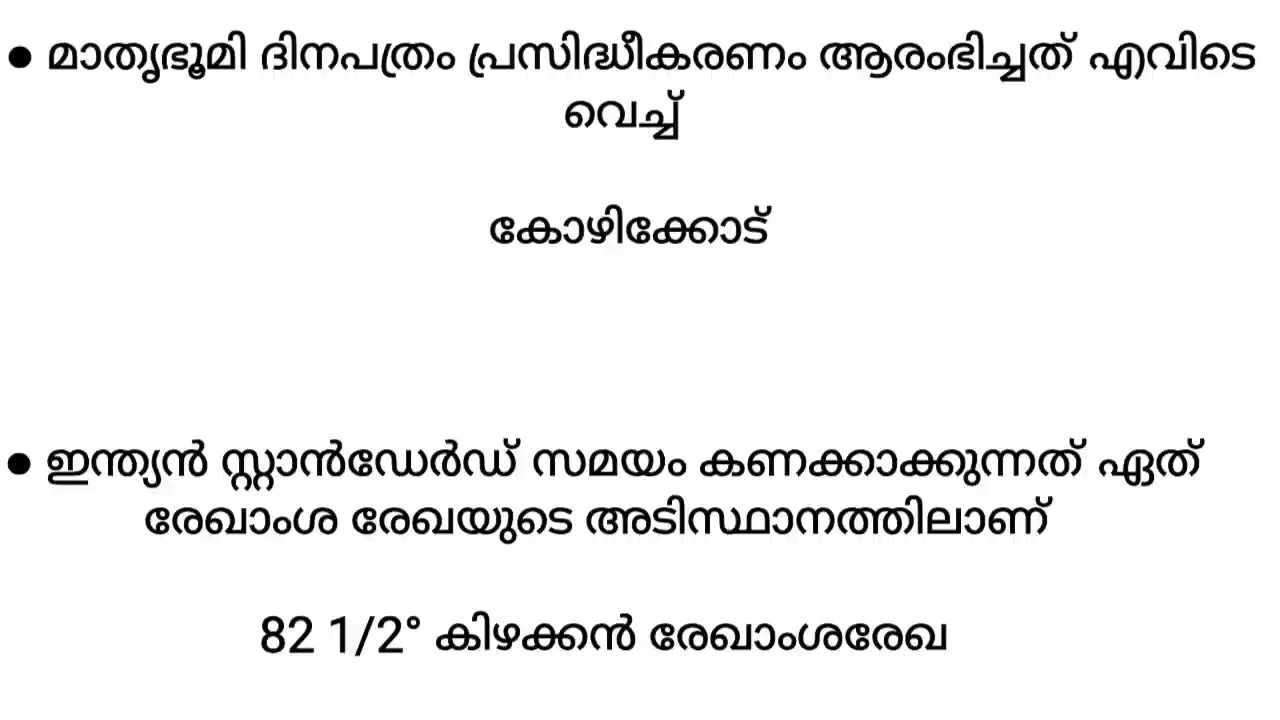 ● മാതൃഭൂമി ദിനപത്രം പ്രസിദ്ധീകരണം ആരംഭിച്ചത് എവിടെ
വെച്ച്
കോഴിക്കോട്
● ഇന്ത്യൻ സ്റ്റാൻഡേർഡ് സമയം കണക്കാക്കുന്നത് ഏത്
രേഖാംശ രേഖയുടെ അടിസ്ഥാനത്തിലാണ്
82 1/2° കിഴക്കൻ രേഖാംശരേഖ